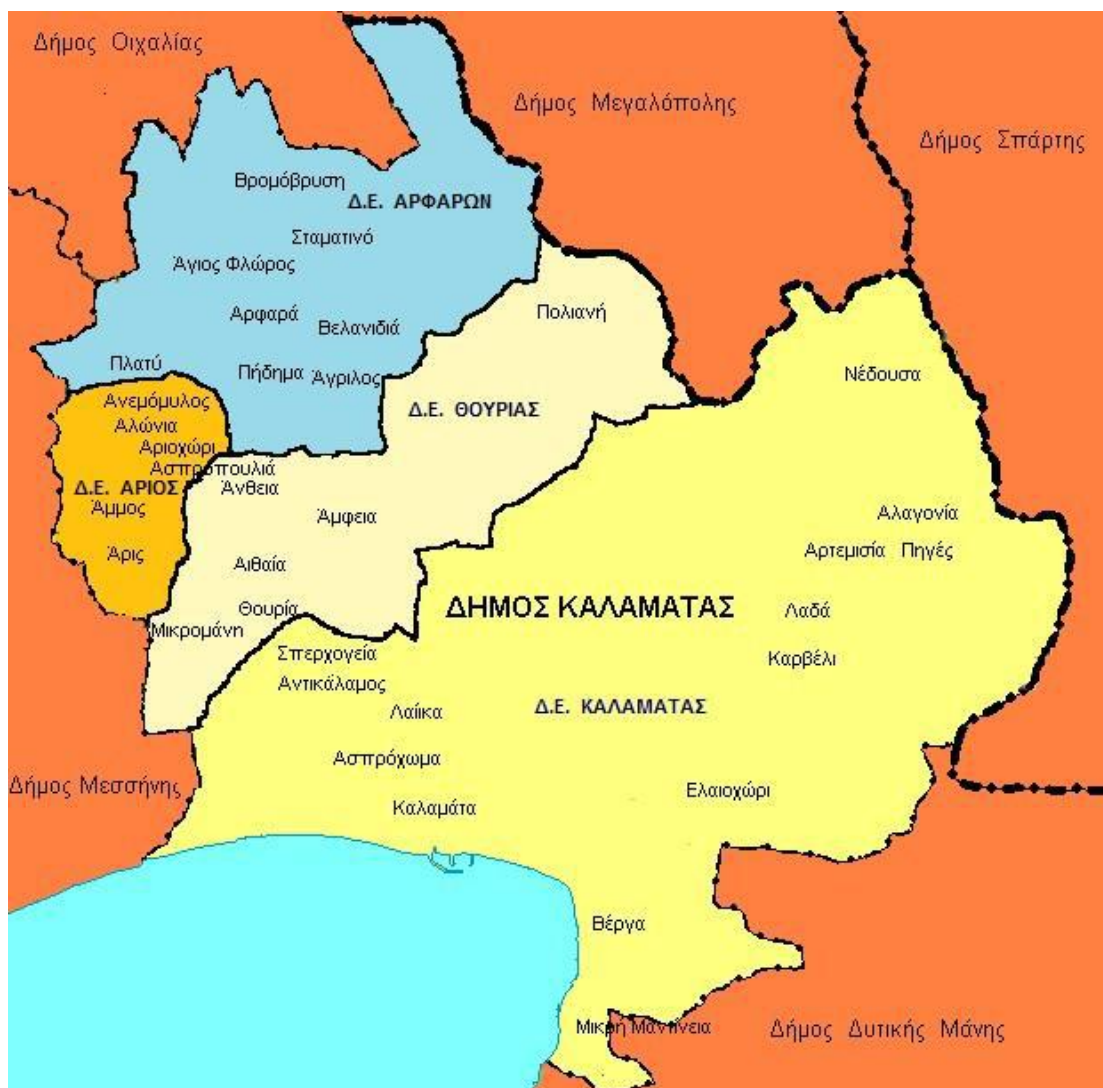 Δήμος Οιχαλίας
Δήμος Μεγαλόπολης
Δήμος Σπάρτης
Βρομόβρυση
Δ.Ε. ΑΡΦΑΡΩΝ
Σταματινό
Άγιος Φλώρος
Αρφαρά
Βελανιδιά
Πολιανή
Πλατύ
Πήδημα
Άγριλος
Νέδουσα
Ανεμόμυλος
Δ.Ε. ΘΟΥΡΙΑΣ
Αλώνια
Αριοχώρι
Ασπροπουλιά
Δ.Ε. ΑΡΙΟΣ
Άνθεια
Άμμος
Άμφεια
Αλαγονία
Άρις
Αιθαία
Αρτεμισία Πηγές
Θουρία
ΔΗΜΟΣ ΚΑΛΑΜΑΤΑΣ
Λαδά
Μικρομάνη
Σπερχογεία
Καρβέλι
Αντικάλαμος
Λαίικα
Δ.Ε. ΚΑΛΑΜΑΤΑΣ
Ασπρόχωμα
Δήμος Μεσσήνης
Ελαιοχώρι
Καλαμάτα
Βέργα
Μικρή Μαντίνεια
Δήμος Δυτικής Μάνης